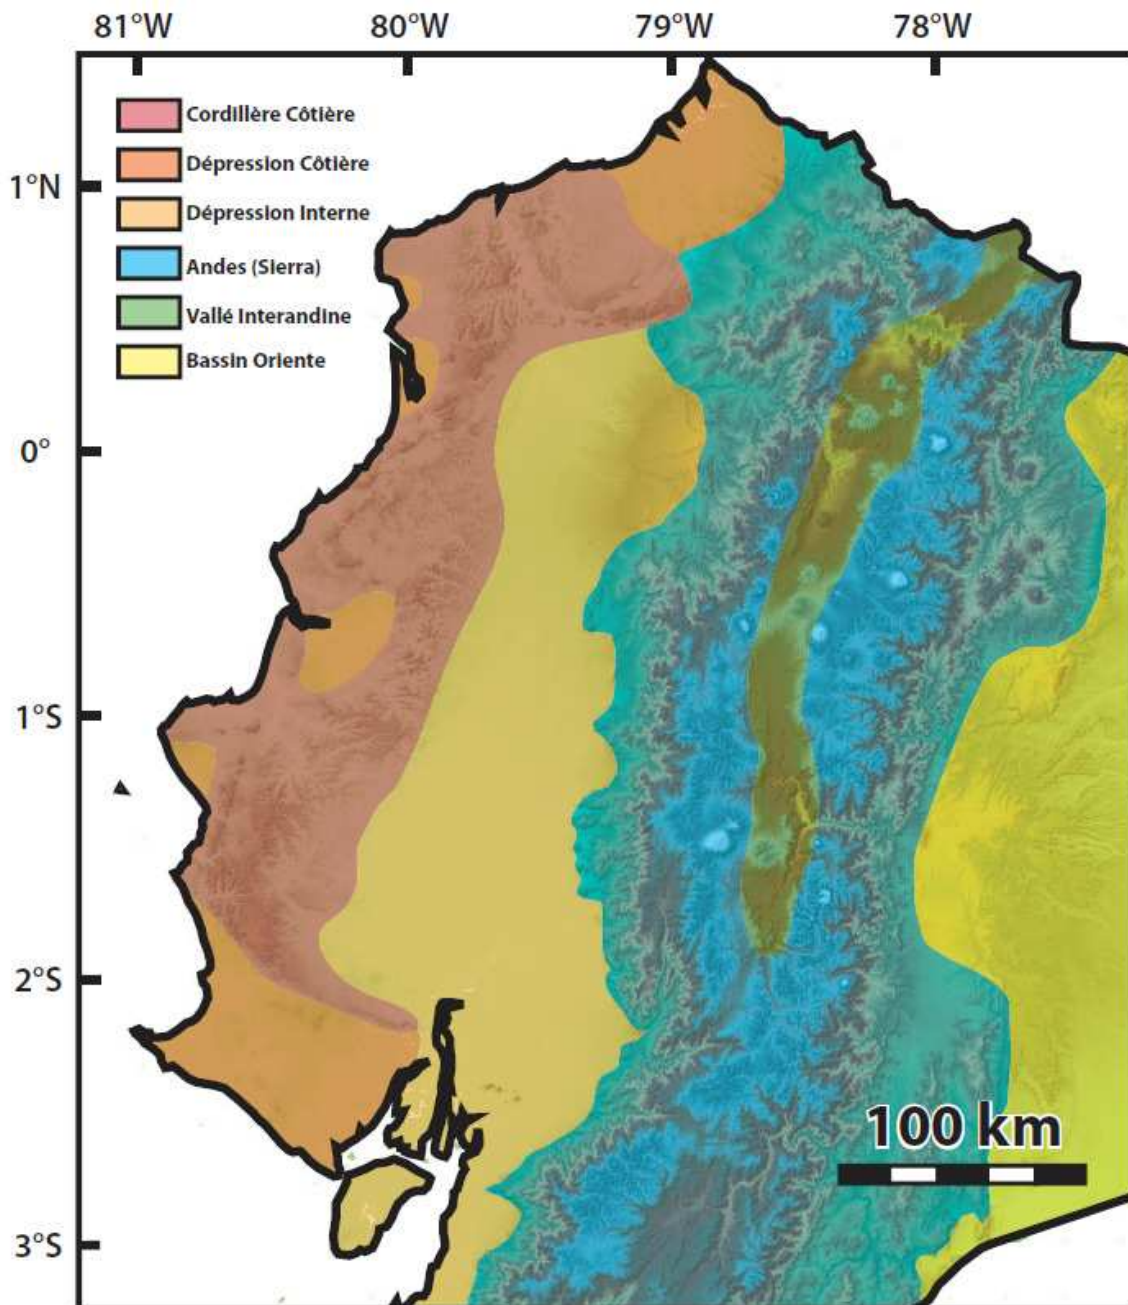 81°W 80°W 79°W 78°W
Cordillère Côtière
Dépression Côtière
1°N
Dépression Interne
Andes (Sierra)
Vallé Interandine
Bassin Oriente
0°
1°S
2°S
100 km
3°S